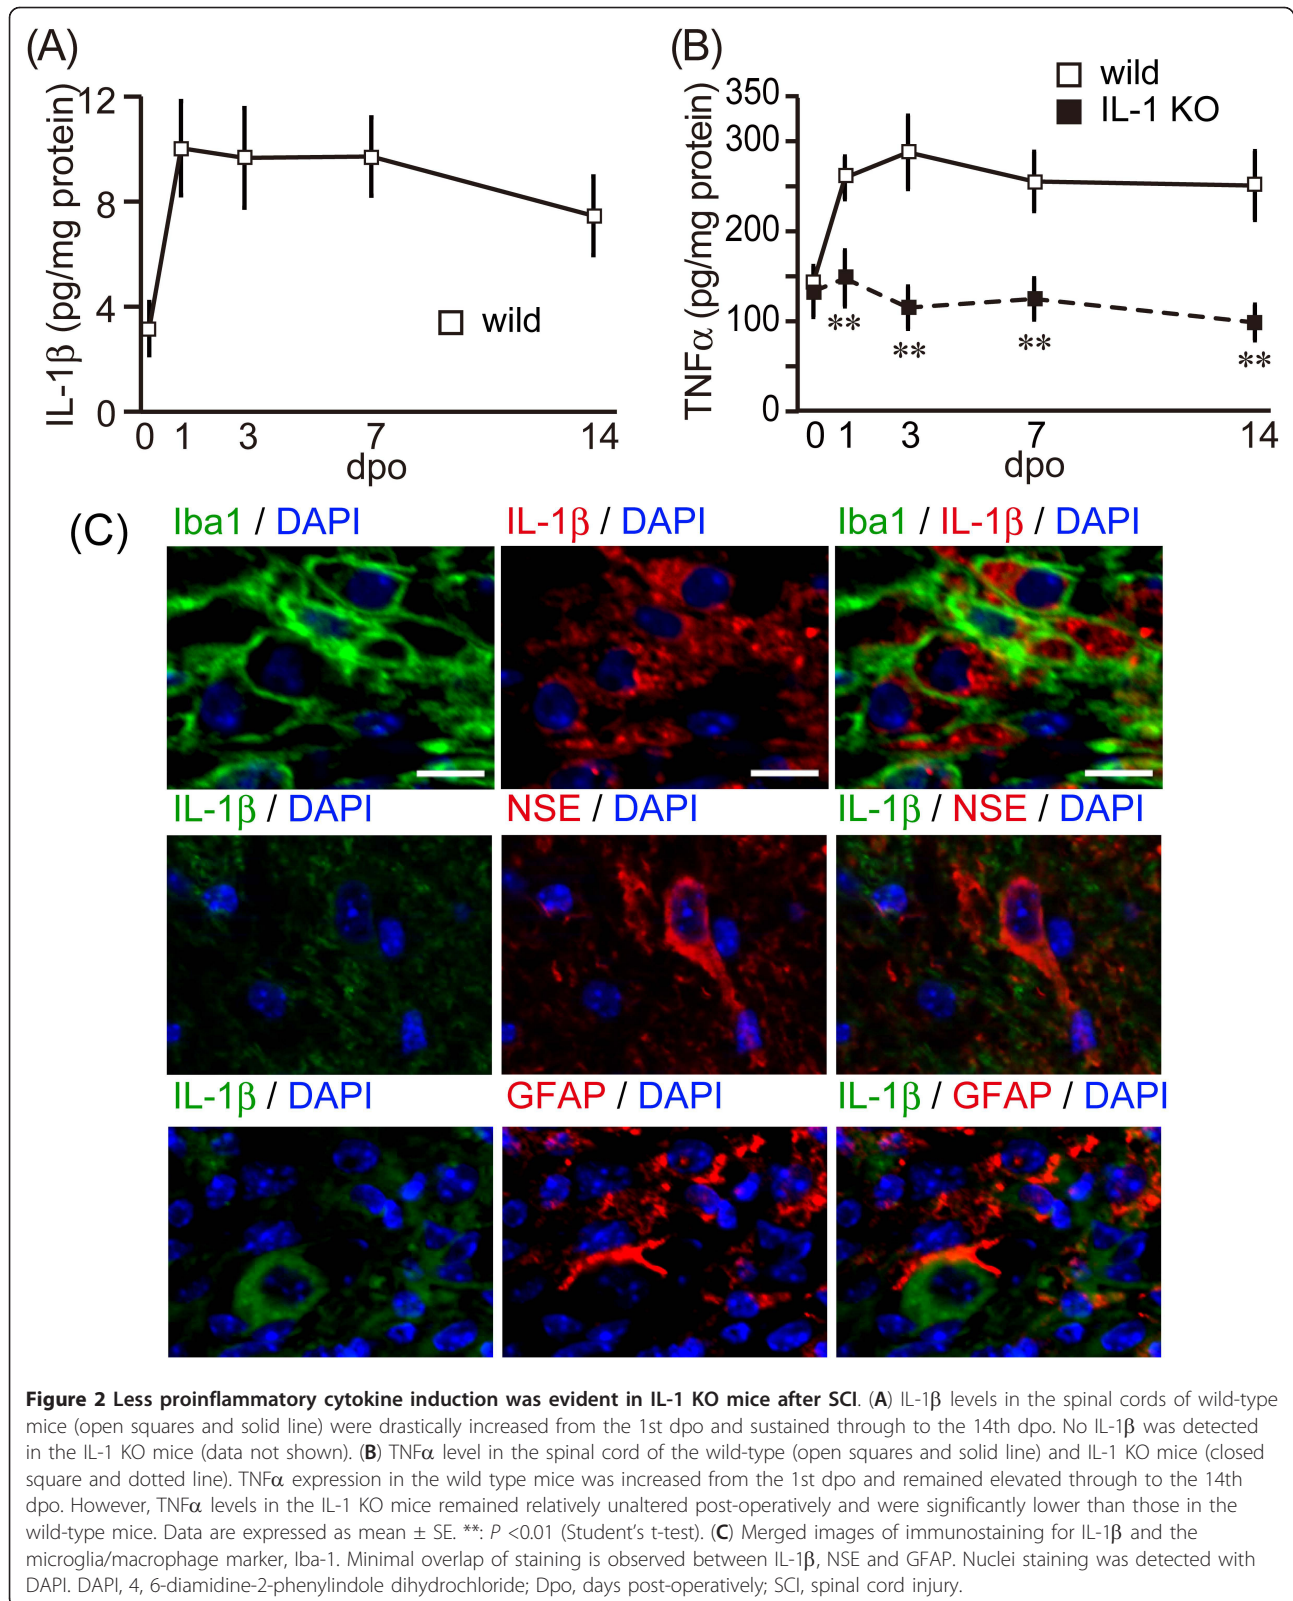 (A)
IL-1β (pg/mg protein)
12
8
4
0
wild
0 1 3 7 14
dpo
(B)
wild
IL-1 KO
TNFα (pg/mg protein)
350
300
200
100
0
**
**
**
**
0 1 3 7 14
dpo
(C)
Iba1 / DAPI
IL-1β / DAPI
Iba1 / IL-1β / DAPI
IL-1β / DAPI
NSE / DAPI
IL-1β / NSE / DAPI
IL-1β / DAPI
GFAP / DAPI
IL-1β / GFAP / DAPI
Figure 2 Less proinflammatory cytokine induction was evident in IL-1 KO mice after SCI. (A) IL-1β levels in the spinal cords of wild-type
mice (open squares and solid line) were drastically increased from the 1st dpo and sustained through to the 14th dpo. No IL-1β was detected
in the IL-1 KO mice (data not shown). (B) TNFα level in the spinal cord of the wild-type (open squares and solid line) and IL-1 KO mice (closed
square and dotted line). TNFα expression in the wild type mice was increased from the 1st dpo and remained elevated through to the 14th
dpo. However, TNFα levels in the IL-1 KO mice remained relatively unaltered post-operatively and were significantly lower than those in the
wild-type mice. Data are expressed as mean ± SE. **: P <0.01 (Student's t-test). (C) Merged images of immunostaining for IL-1β and the
microglia/macrophage marker, Iba-1. Minimal overlap of staining is observed between IL-1β, NSE and GFAP. Nuclei staining was detected with
DAPI. DAPI, 4, 6-diamidine-2-phenylindole dihydrochloride; Dpo, days post-operatively; SCI, spinal cord injury.